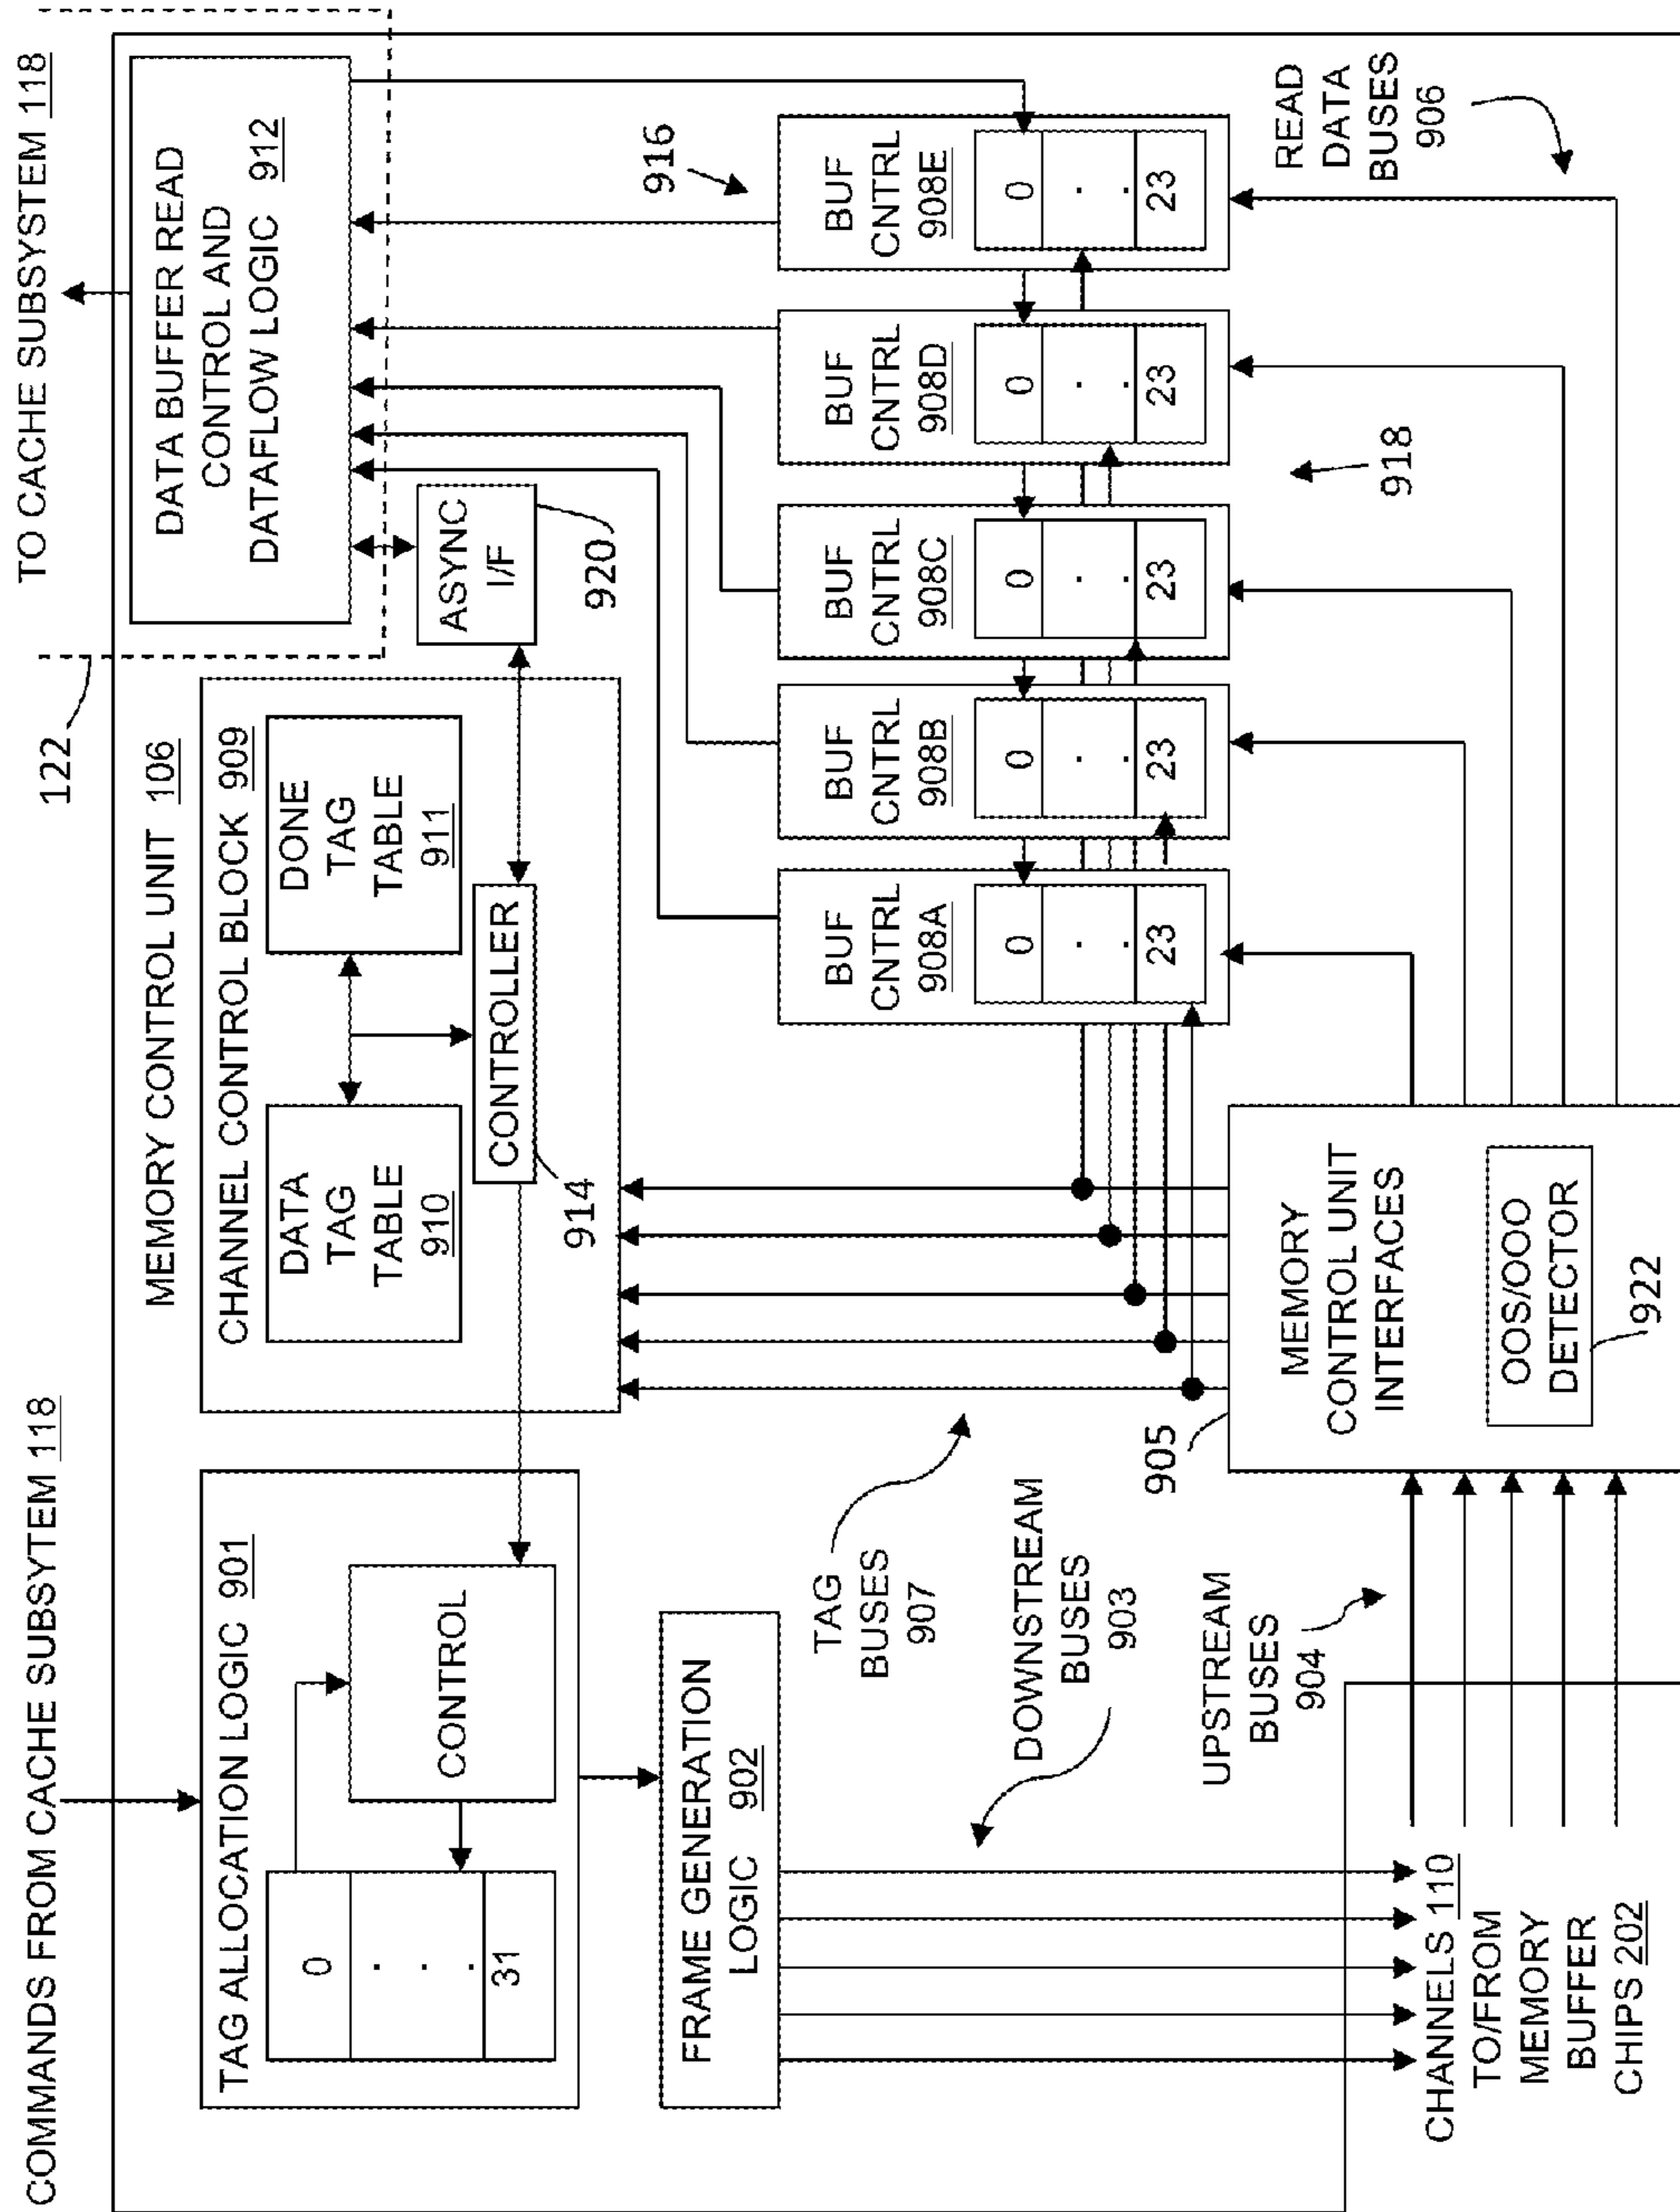 COMMANDS FROM CACHE SUBSYTEM 118
TO CACHE SUBSYSTEM 118
122
MEMORY CONTROL UNIT 106
TAG ALLOCATION LOGIC 901
0
.
.
.
31
CONTROL
CHANNEL CONTROL BLOCK 909
DATA
TAG
TABLE
910
DONE
TAG
TABLE
911
CONTROLLER
914
DATA BUFFER READ
CONTROL AND
DATAFLOW LOGIC 912
ASYNC
I/F
920
FRAME GENERATION
LOGIC 902
TAG
BUSES
907
DOWNSTREAM
BUSES
903
916
BUF
CNTRL
908A
0
.
.
23
BUF
CNTRL
908B
0
.
.
23
BUF
CNTRL
908C
0
.
.
23
BUF
CNTRL
908D
0
.
.
23
BUF
CNTRL
908E
0
.
.
23
918
READ
DATA
BUSES
906
UPSTREAM
BUSES
904
905
MEMORY
CONTROL UNIT
INTERFACES
OOS/OOO
DETECTOR
922
CHANNELS 110
TO/FROM
MEMORY
BUFFER
CHIPS 202